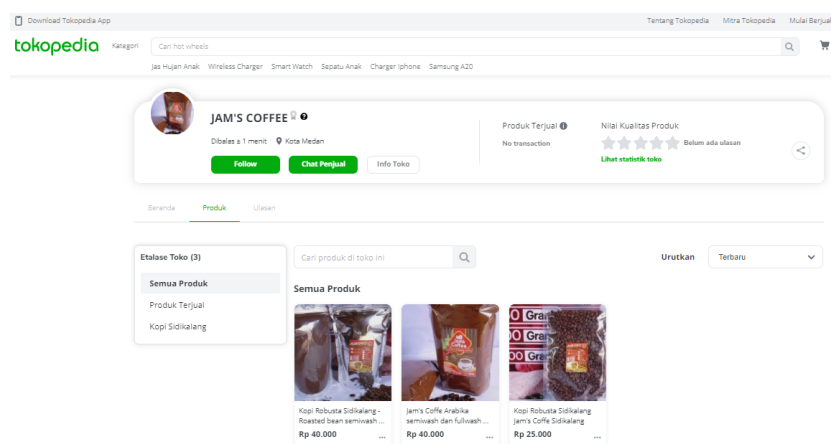 Download Tokopedia App
Tentang Tokopedia Mitra Tokopedia Mulai Berjual
tokopedia Kategori Cari hot wheels
Jas Hujan Anak Wireless Charger Smart Watch Sepatu Anak Charger Iphone Samsung A20
JAM'S COFFEE
Dibalas ± 1 menit Kota Medan
Follow Chat Penjual Info Toko
Produk Terjual Nilai Kualitas Produk
No transaction Belum ada ulasan
Lihat statistik toko
Beranda Produk Ulasan
Etalase Toko (3)
Semua Produk
Produk Terjual
Kopi Sidikalang
Cari produk di toko ini
Urutkan Terbaru
Semua Produk
Kopi Robusta Sidikalang -
Roasted bean semiwash ...
Rp 40.000
Jam's Coffe Arabika
semiwash dan fullwash ...
Rp 40.000
Kopi Robusta Sidikalang
Jam's Coffe Sidikalang
Rp 25.000